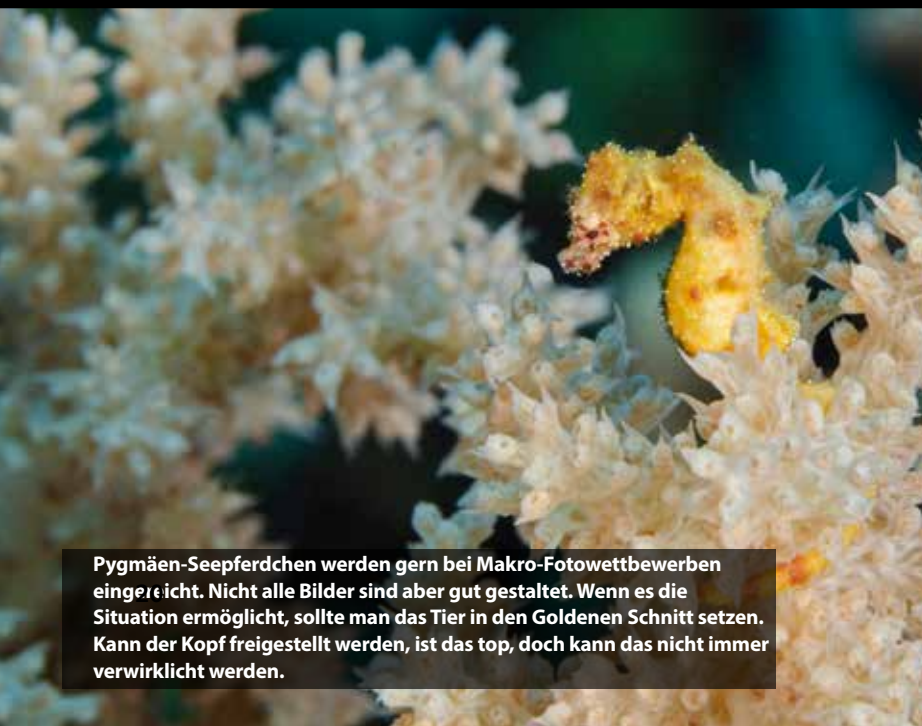 Pygmäen-Seepferdchen werden gern bei Makro-Fotowettbewerben
eingereicht. Nicht alle Bilder sind aber gut gestaltet. Wenn es die
Situation ermöglicht, sollte man das Tier in den Goldenen Schnitt setzen.
Kann der Kopf freigestellt werden, ist das top, doch kann das nicht immer
verwirklicht werden.